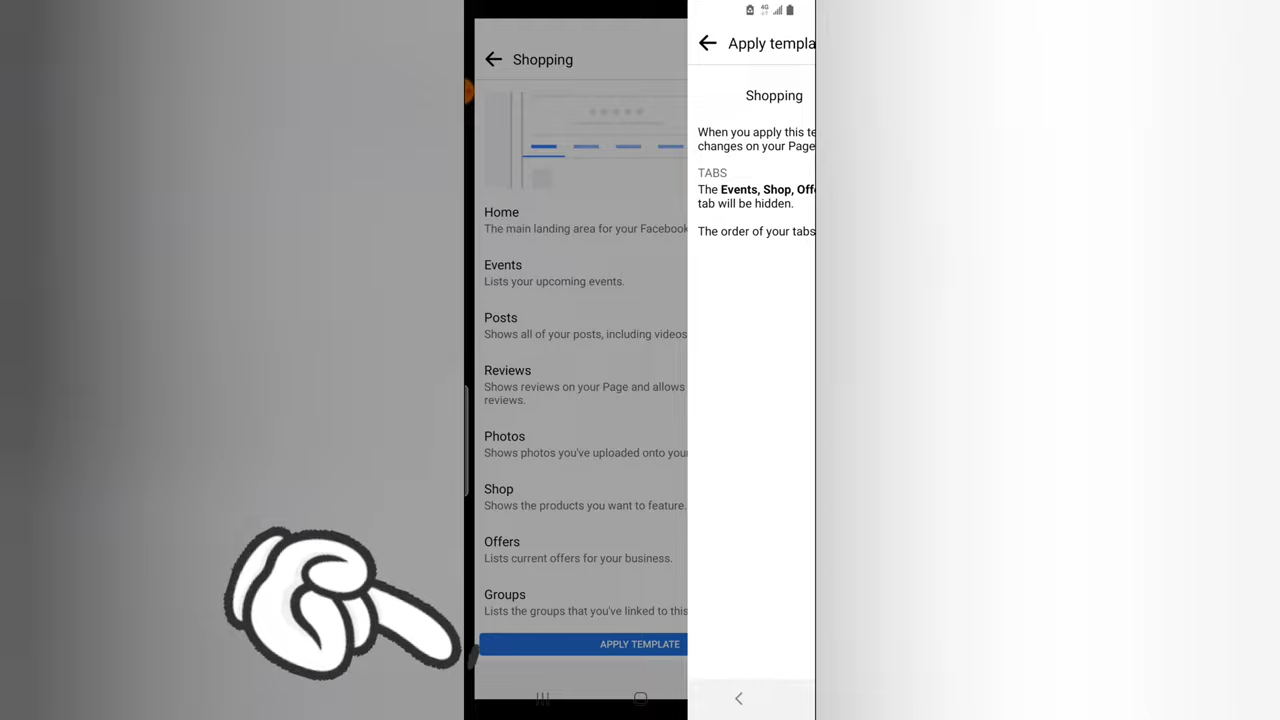 Shopping
Home
The main landing area for your Facebook
Events
Lists your upcoming events.
Posts
Shows all of your posts, including videos
Reviews
Shows reviews on your Page and allows
reviews.
Photos
Shows photos you've uploaded onto your
Shop
Shows the products you want to feature.
Offers
Lists current offers for your business.
Groups
Lists the groups that you've linked to this
APPLY TEMPLATE
4G
Apply templa
Shopping
When you apply this te
changes on your Page
TABS
The Events, Shop, Offe
tab will be hidden.
The order of your tabs